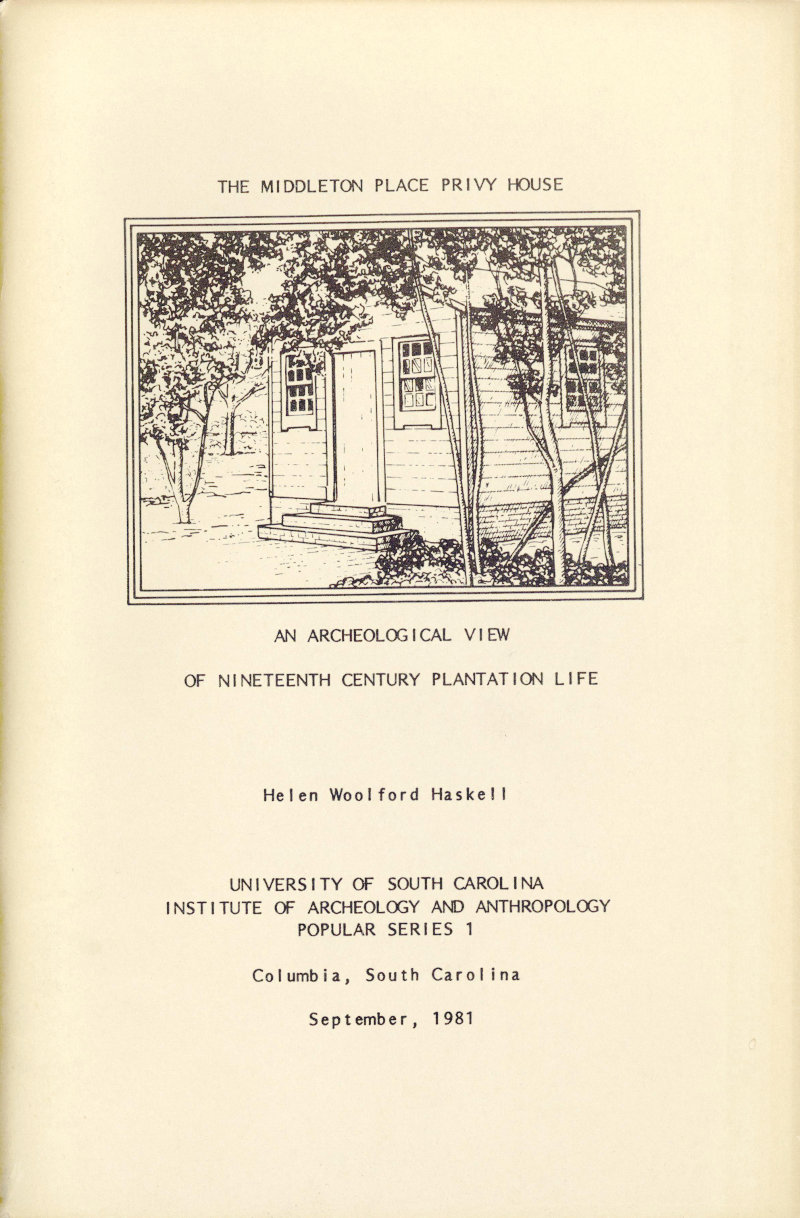 THE MIDDLETON PLACE PRIVY HOUSE
AN ARCHEOLOGICAL VIEW
OF NINETEENTH CENTURY PLANTATION LIFE
Helen Woolford Haskell
UNIVERSITY OF SOUTH CAROLINA
INSTITUTE OF ARCHEOLOGY AND ANTHROPOLOGY
POPULAR SERIES 1
Columbia, South Carolina
September, 1981